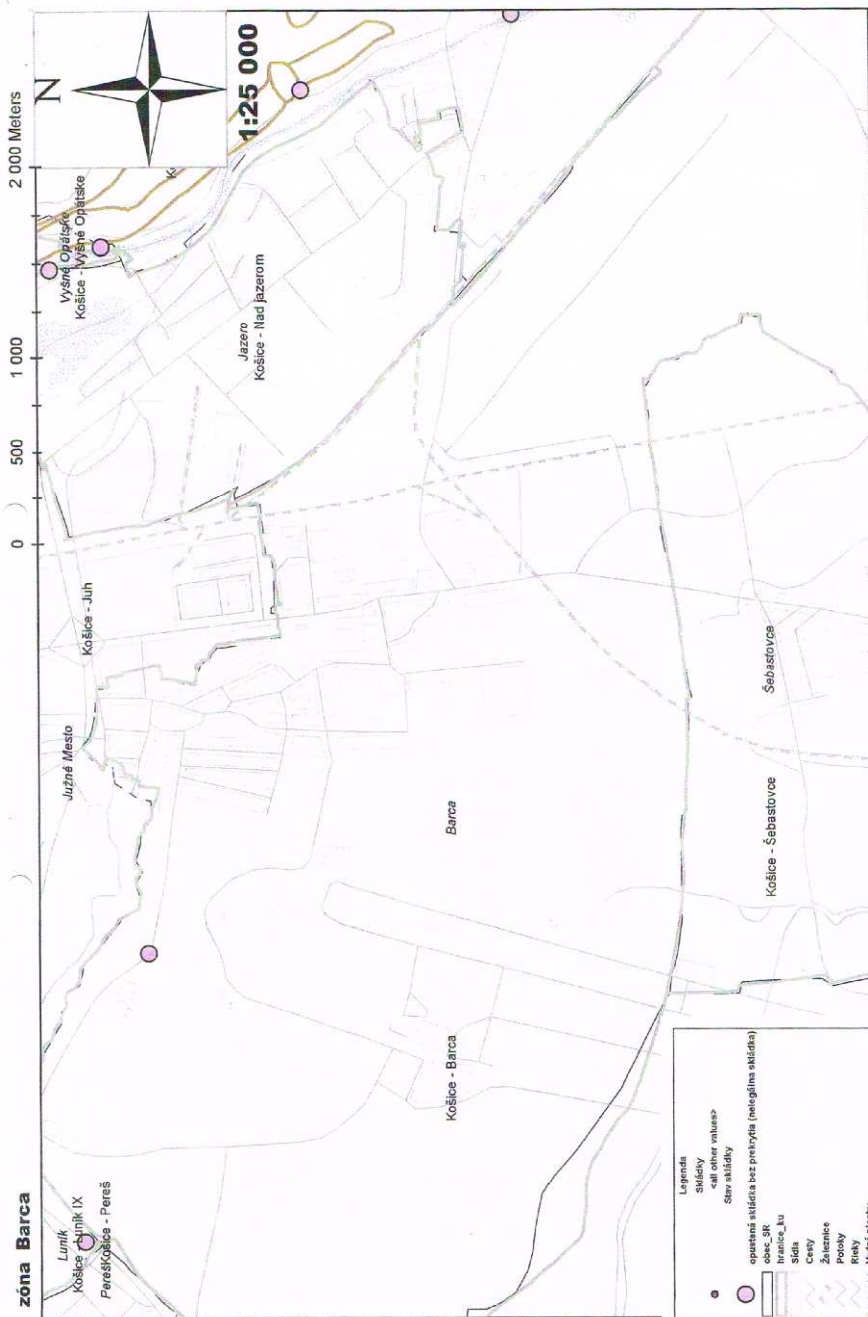 zóna Barca
0 500 1 000 2 000 Meters
N
1:25 000
Luník
Košice - Luník IX
Pereš Košice - Pereš
Južné Mesto
Košice - Juh
Vyšné Opátske
Košice - Vyšné Opátske
Jazero
Košice - Nad jazerom
Barca
Košice - Barca
Šebastovce
Košice - Šebastovce
Legenda
Skládky
<all other values>
Stav skládky
opustená skládka bez prekrytia (nelegálna skládka)
obec_SR
hranice_ku
Sídla
Cesty
Železnice
Potoky
Rieky